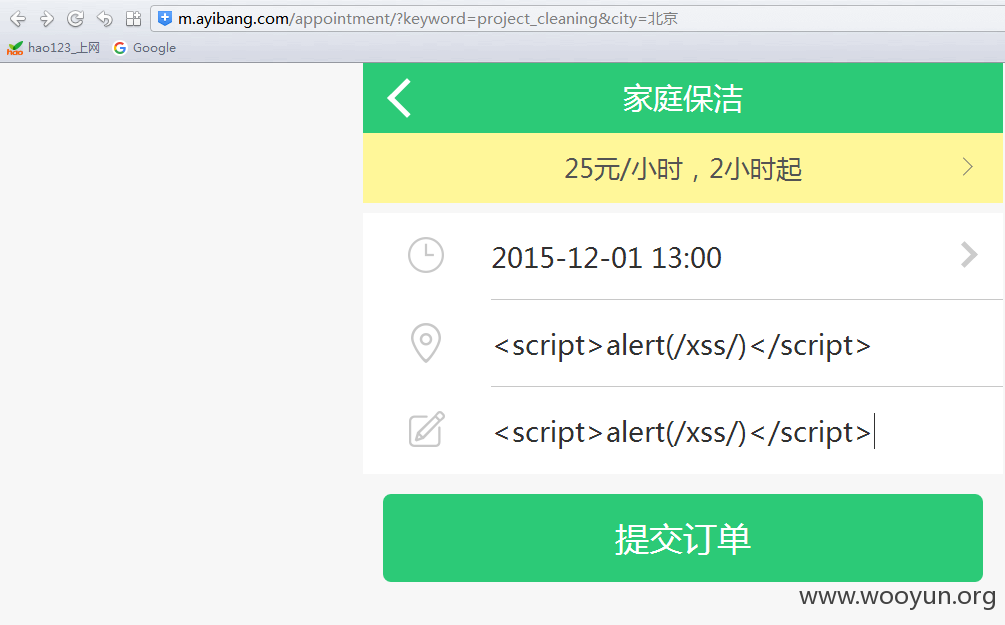 m.ayibang.com/appointment/?keyword=project_cleaning&city=北京
hao123_上网 Google
家庭保洁
25元/小时，2小时起
2015-12-01 13:00
<script>alert(/xss/)</script>
<script>alert(/xss/)</script>
提交订单
www.wooyun.org